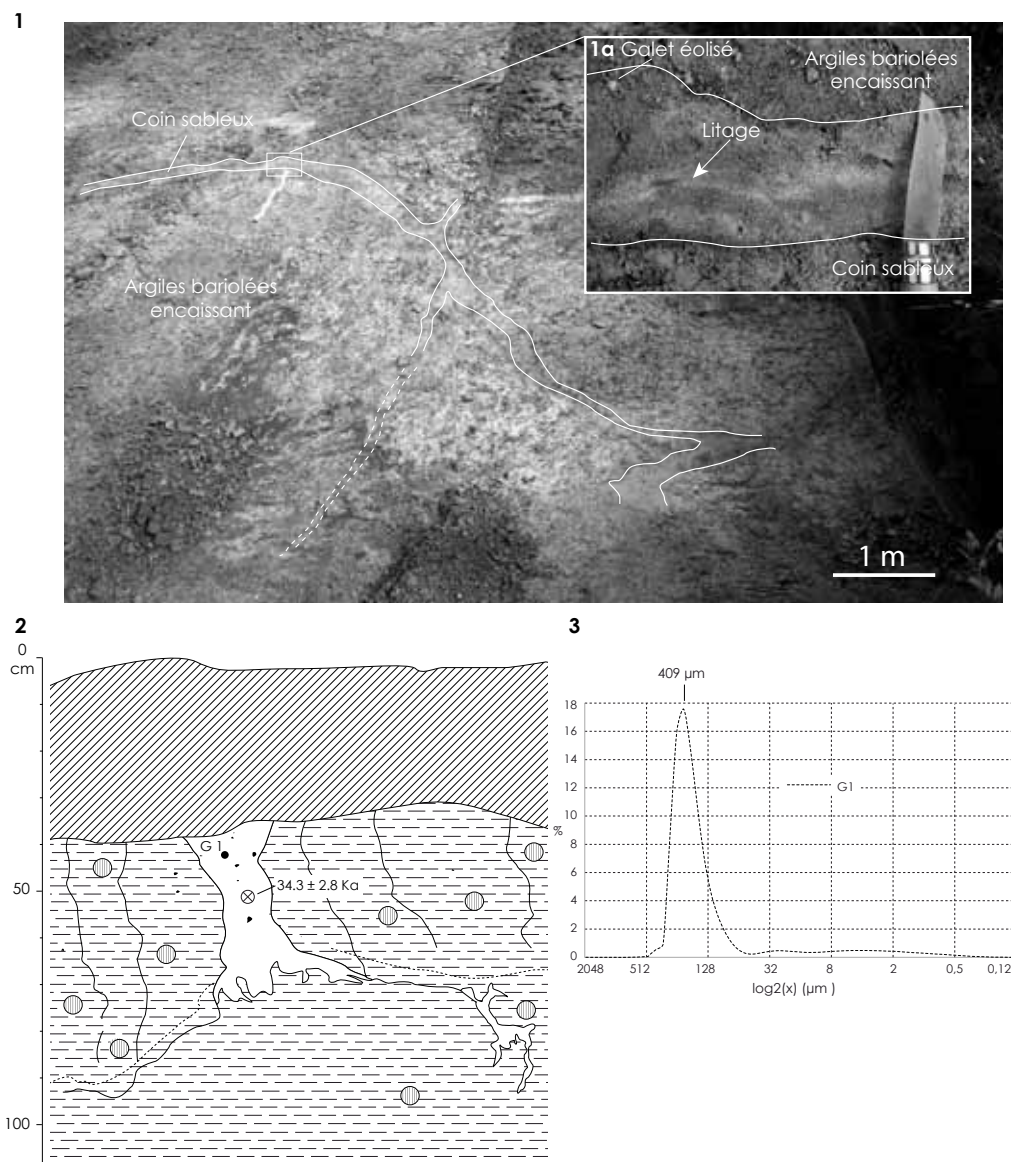 1
1a Galet éolisé
Argiles bariolées
encaissant
Litage
Coin sableux
Coin sableux
Argiles bariolées
encaissant
1 m
2
0
cm
G 1
34.3 ± 2.8 Ka
50
100
3
409 µm
18
16
14
12
10
8
6
4
2
0
%
G1
2048 512 128 32 8 2 0,5 0,12
log2(x) (µm )